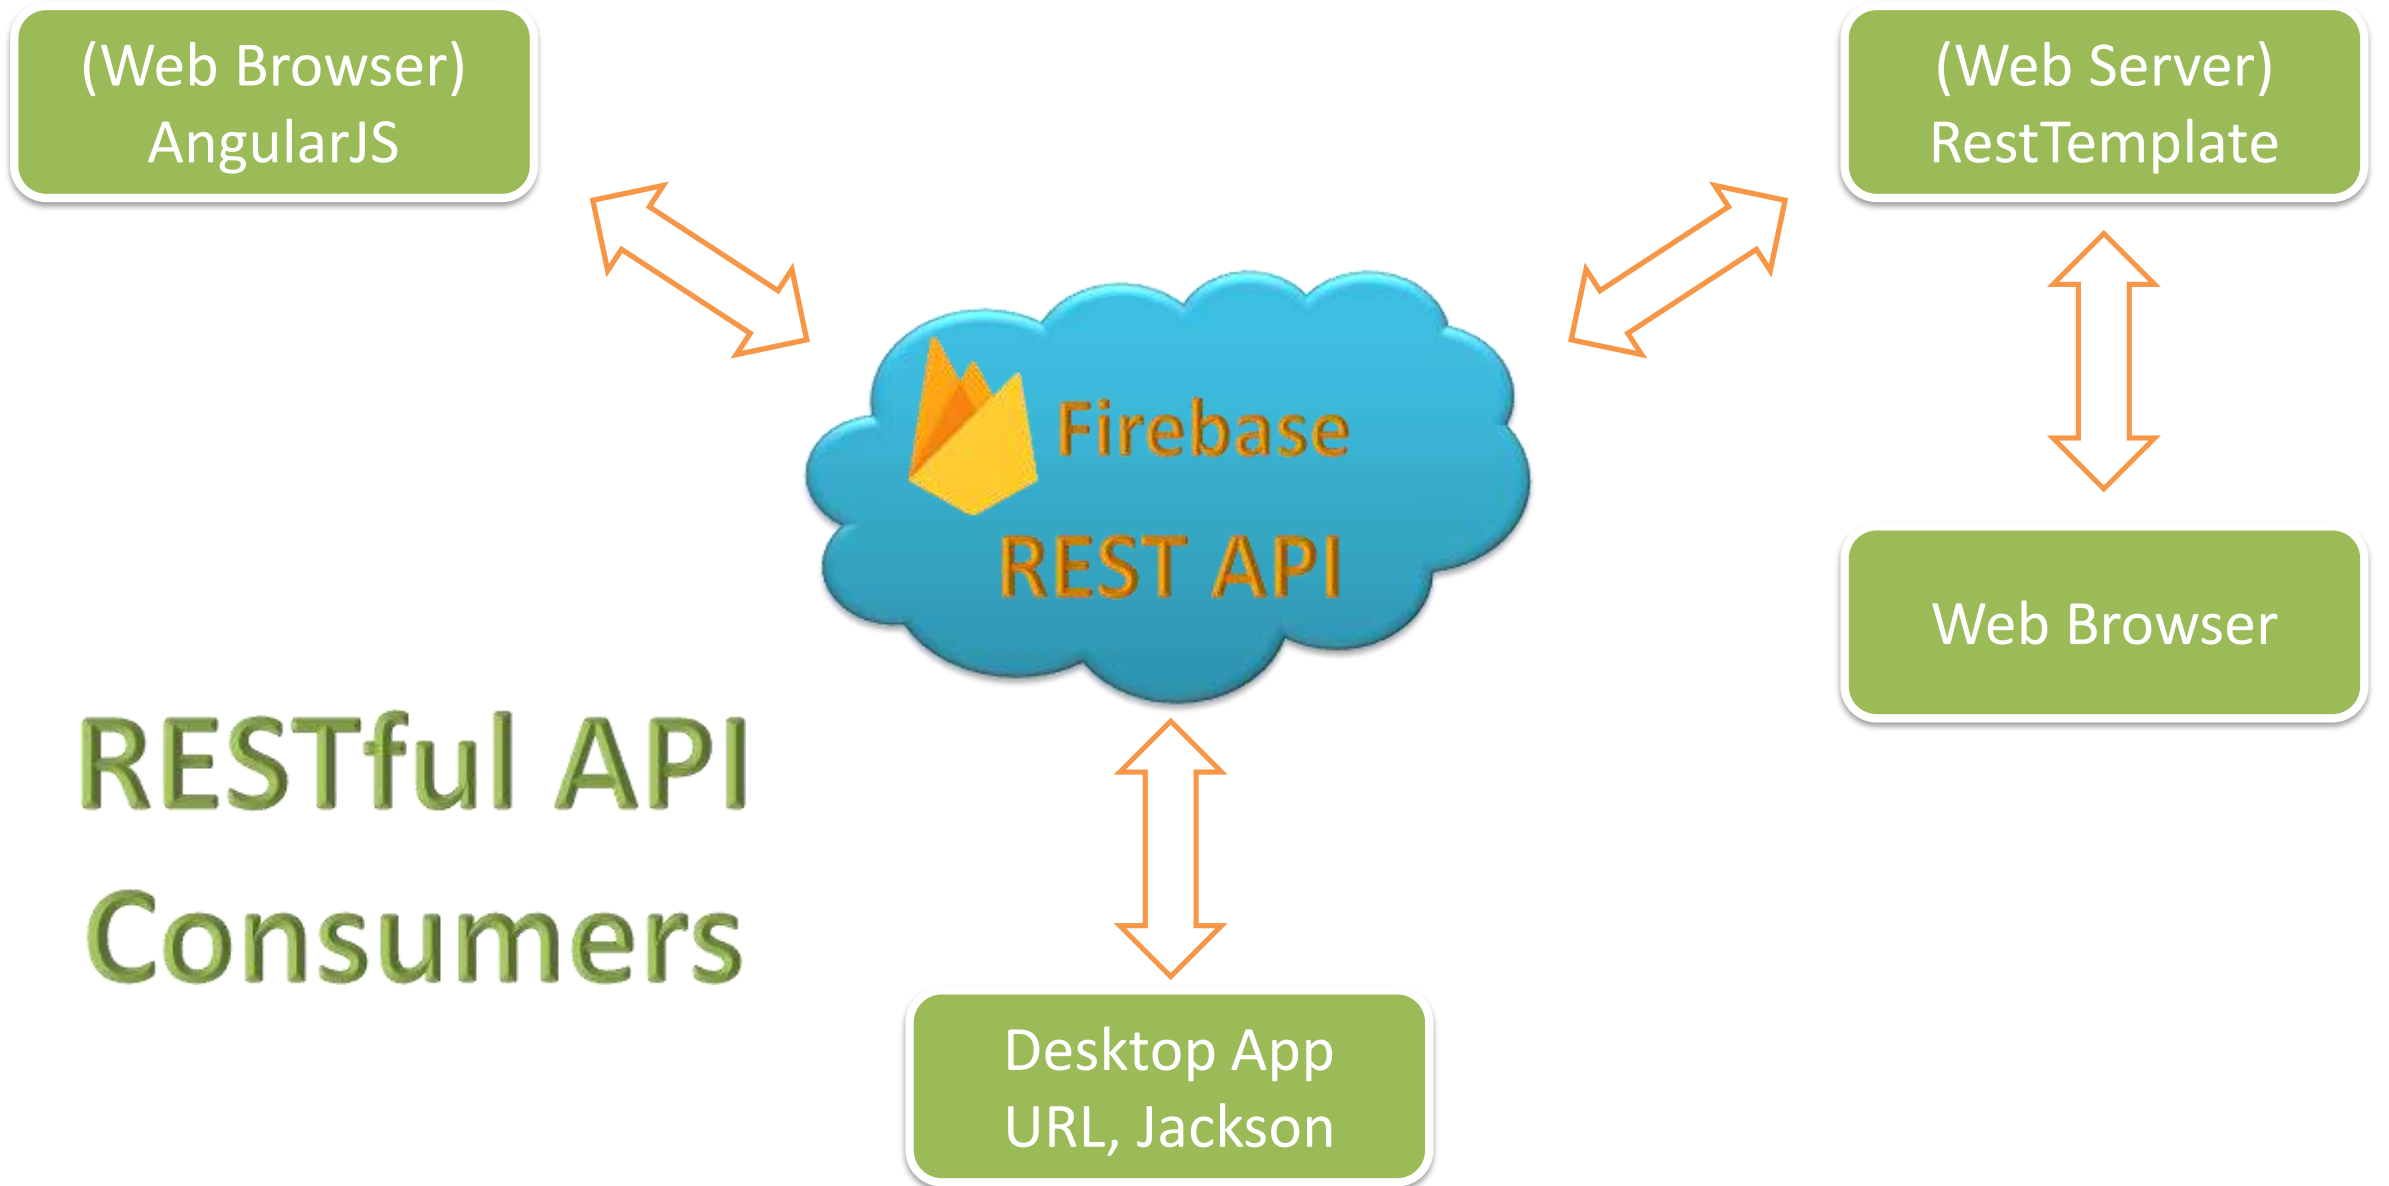 (Web Browser)
AngularJS
(Web Server)
RestTemplate
Firebase
REST API
Web Browser
RESTful API
Consumers
Desktop App
URL, Jackson